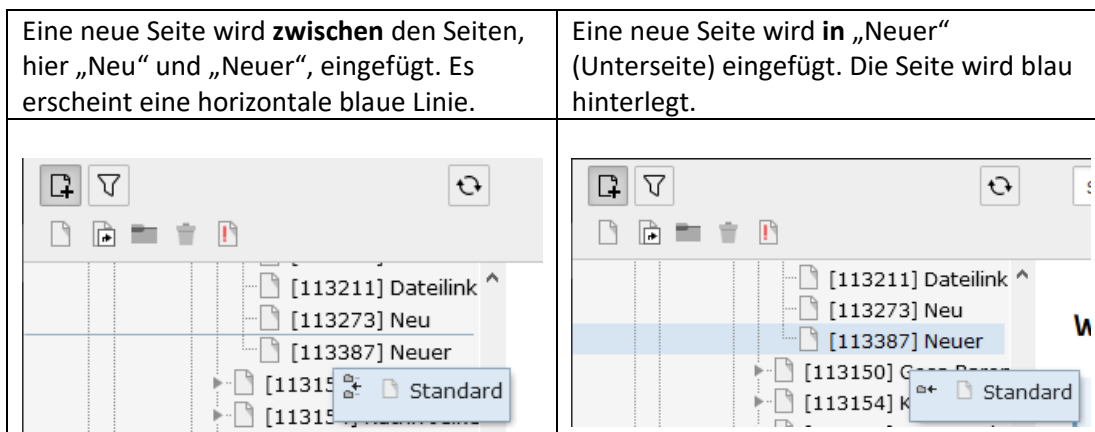 Eine neue Seite wird zwischen den Seiten,
hier „Neu“ und „Neuer“, eingefügt. Es
erscheint eine horizontale blaue Linie.
Eine neue Seite wird in „Neuer“
(Unterseite) eingefügt. Die Seite wird blau
hinterlegt.
[113211] Dateilink
[113273] Neu
[113387] Neuer
Standard
[113211] Dateilink
[113273] Neu
[113387] Neuer
[113150]
[113154]
Standard